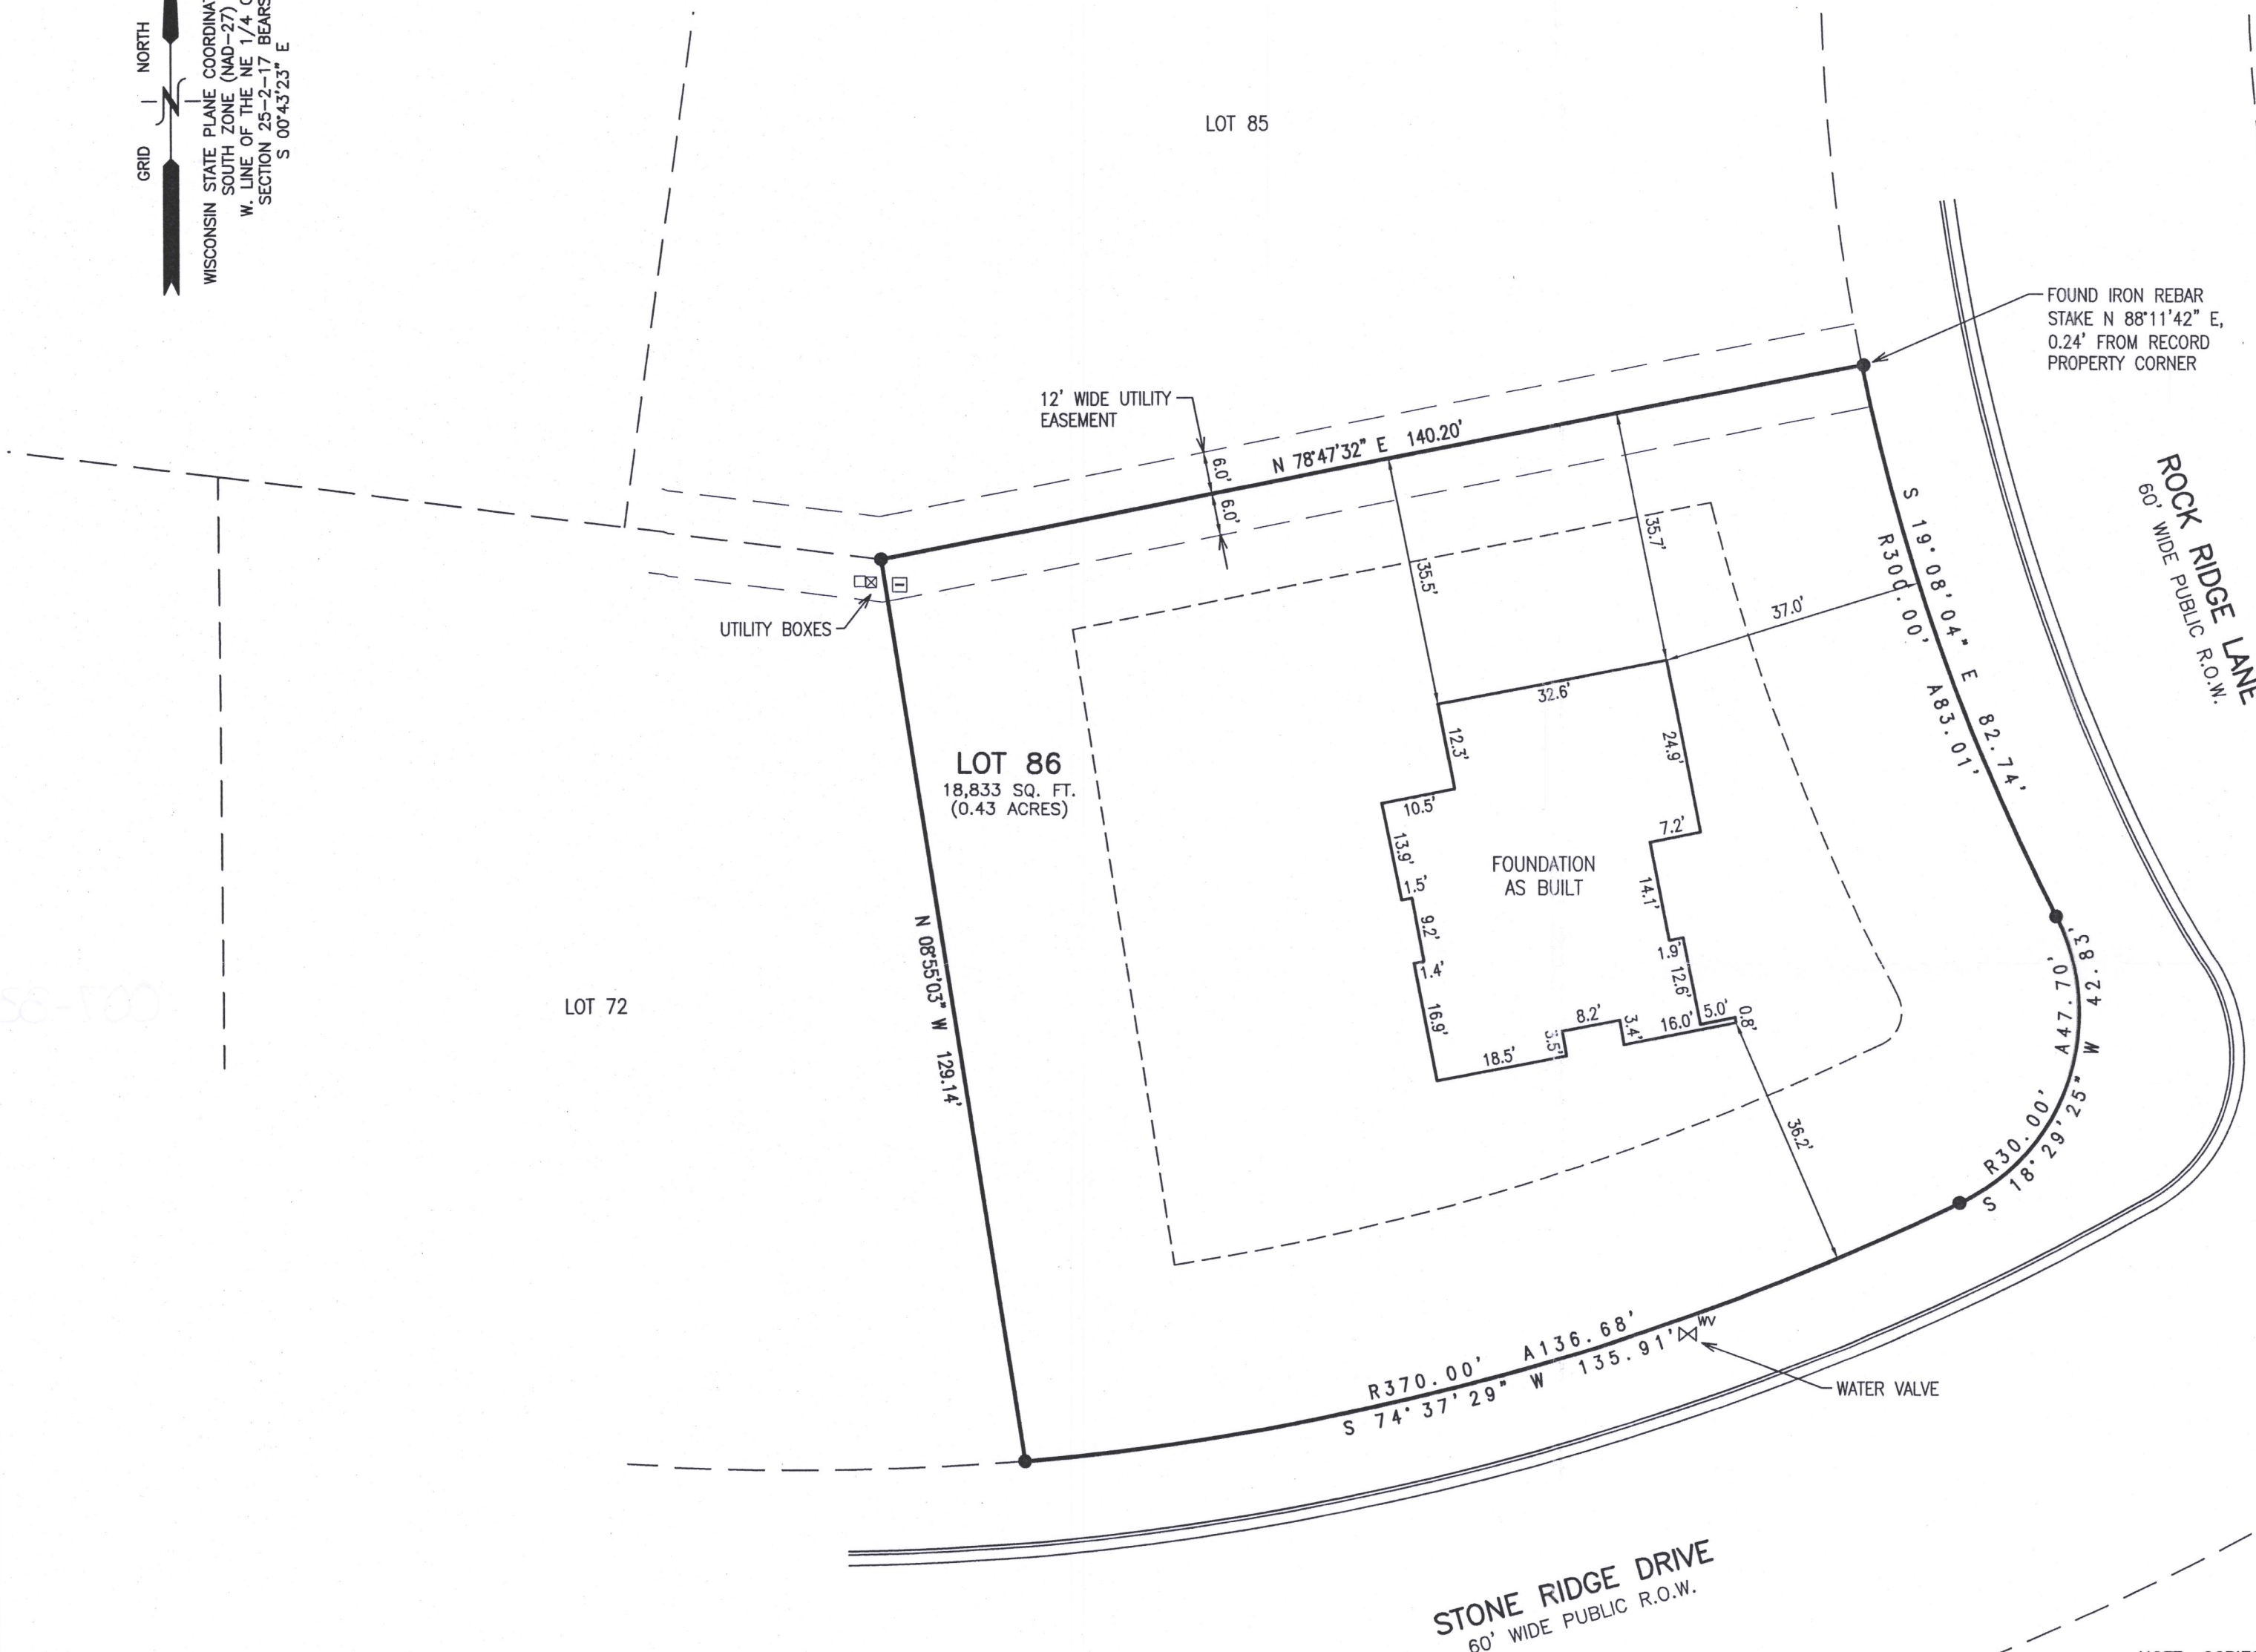 GRID NORTH
N
WISCONSIN STATE PLANE COORDINAT
SOUTH ZONE (NAD-27)
W. LINE OF THE NE 1/4
SECTION 25-2-17 BEARS
S 00°43'23" E
LOT 85
FOUND IRON REBAR
STAKE N 88°11'42" E,
0.24' FROM RECORD
PROPERTY CORNER
12' WIDE UTILITY
EASEMENT
6.0'
6.0'
N 78°47'32" E 140.20'
ROCK RIDGE LANE
60' WIDE PUBLIC R.O.W.
S 19°08'04" E 82.74'
R300.00' A83.01'
UTILITY BOXES
35.5'
35.7'
37.0'
32.6'
12.3'
24.9'
LOT 86
18,833 SQ. FT.
(0.43 ACRES)
10.5'
7.2'
13.9'
FOUNDATION
AS BUILT
1.5'
14.1'
9.2'
1.9'
1.4'
12.6'
16.9'
8.2'
3.4'
16.0'
5.0'
0.8'
18.5'
3.5'
36.2'
N 08°55'03" W 129.14'
LOT 72
R30.00' A47.70'
S 18°29'25" W 42.83'
R370.00' A136.68'
S 74°37'29" W 135.91'
WV
WATER VALVE
STONE RIDGE DRIVE
60' WIDE PUBLIC R.O.W.